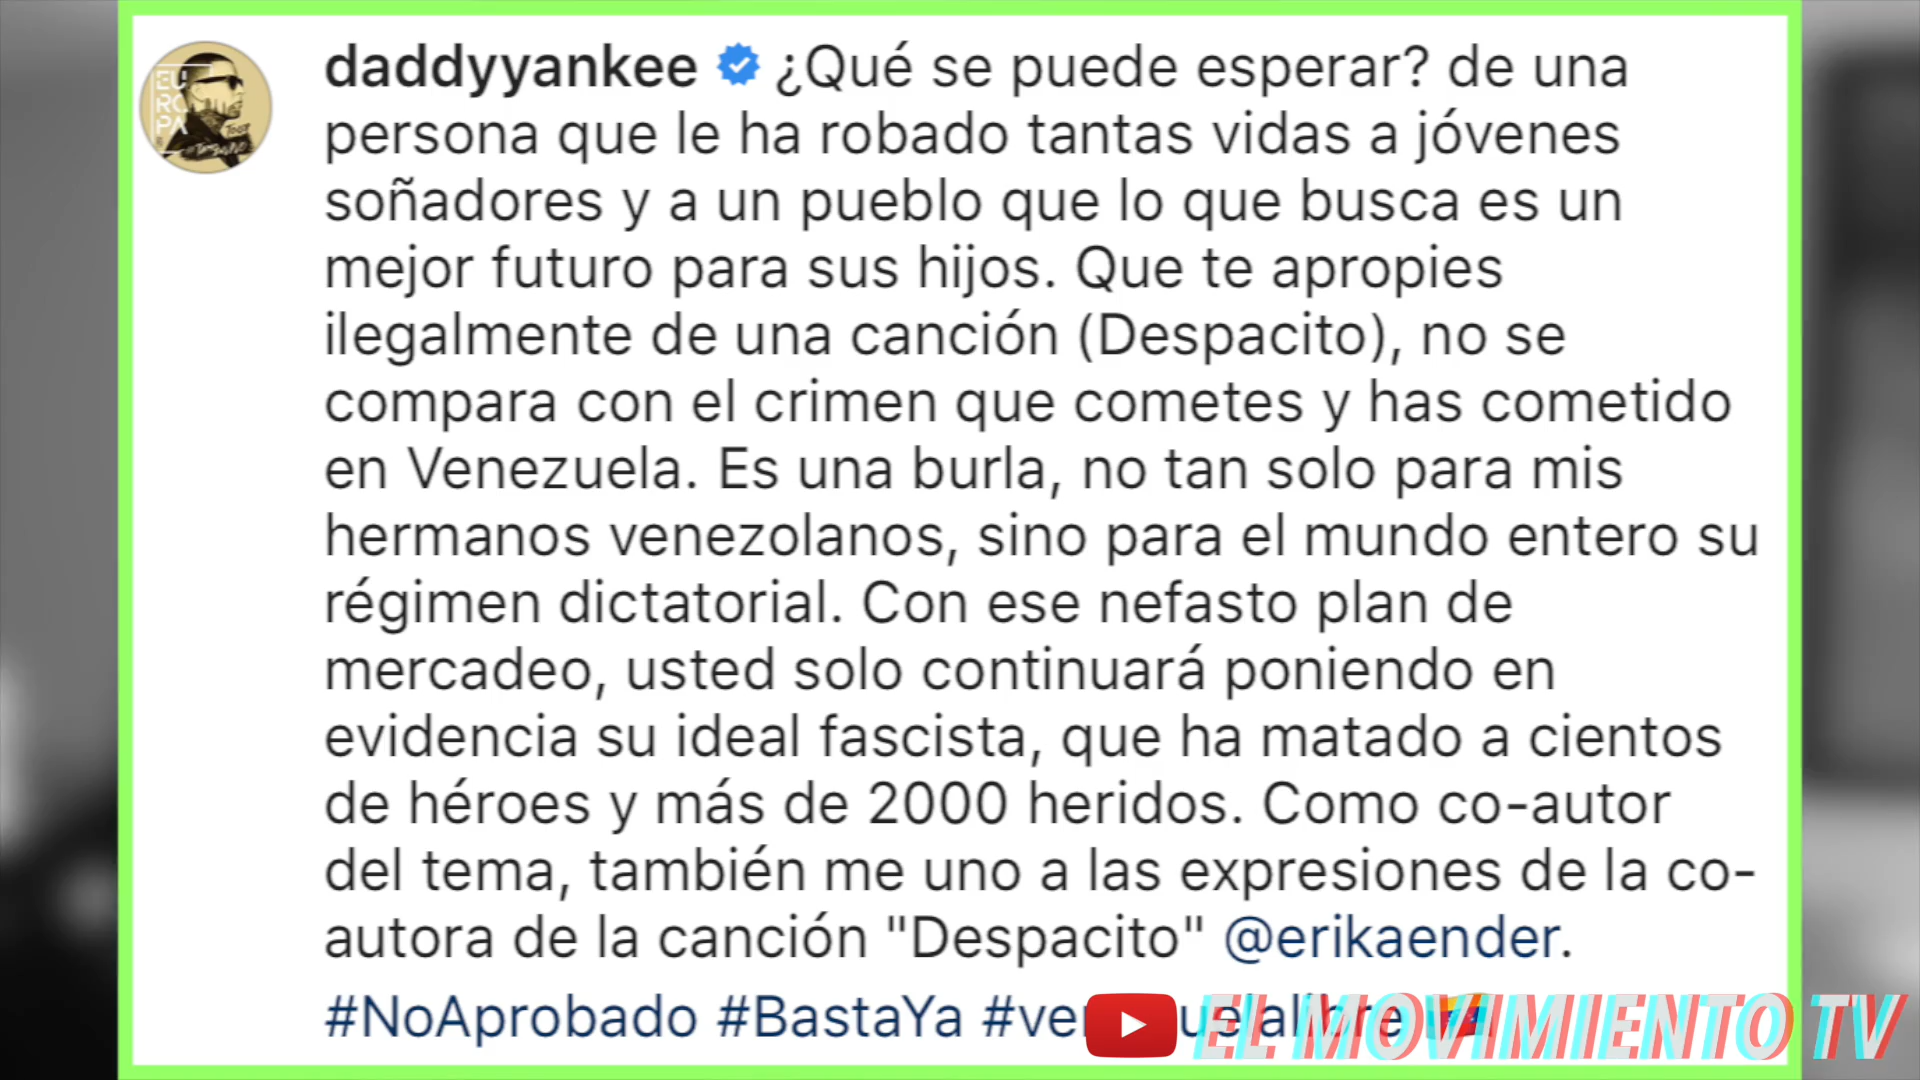 daddyyankee ¿Qué se puede esperar? de una
persona que le ha robado tantas vidas a jóvenes
soñadores y a un pueblo que lo que busca es un
mejor futuro para sus hijos. Que te apropies
ilegalmente de una canción (Despacito), no se
compara con el crimen que cometes y has cometido
en Venezuela. Es una burla, no tan solo para mis
hermanos venezolanos, sino para el mundo entero su
régimen dictatorial. Con ese nefasto plan de
mercadeo, usted solo continuará poniendo en
evidencia su ideal fascista, que ha matado a cientos
de héroes y más de 2000 heridos. Como co-autor
del tema, también me uno a las expresiones de la co-
autora de la canción "Despacito" @erikaender.
#NoAprobado #BastaYa #venezuelalibre
EL MOVIMIENTO TV
EUROPA